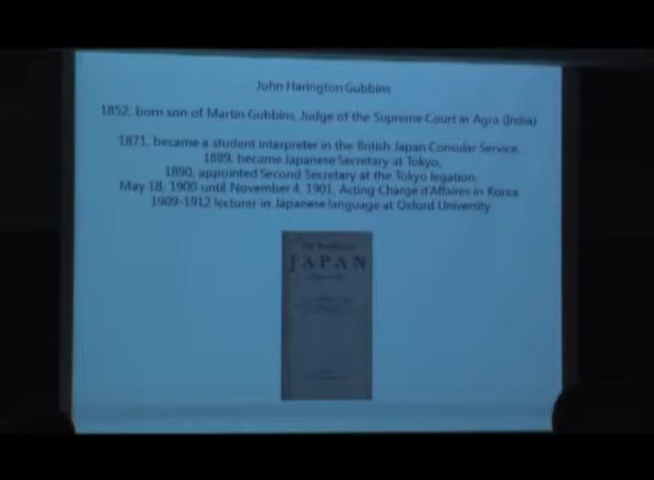 John Harington Gubbins
1852, born son of Martin Gubbins, Judge of the Supreme Court in Agra (India)
1871, became a student interpreter in the British Japan Consular Service.
1889, became Japanese Secretary at Tokyo,
1890, appointed Second Secretary at the Tokyo legation,
May 18, 1900 until November 4, 1901, Acting Charge d'Affaires in Korea
1909-1912 lecturer in Japanese language at Oxford University
JAPAN